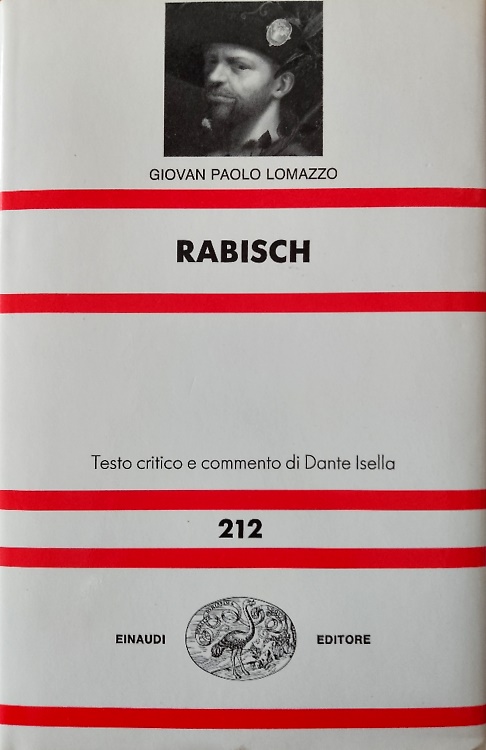 GIOVAN PAOLO LOMAZZO
RABISCH
Testo critico e commento di Dante Isella
212
EINAUDI EDITORE